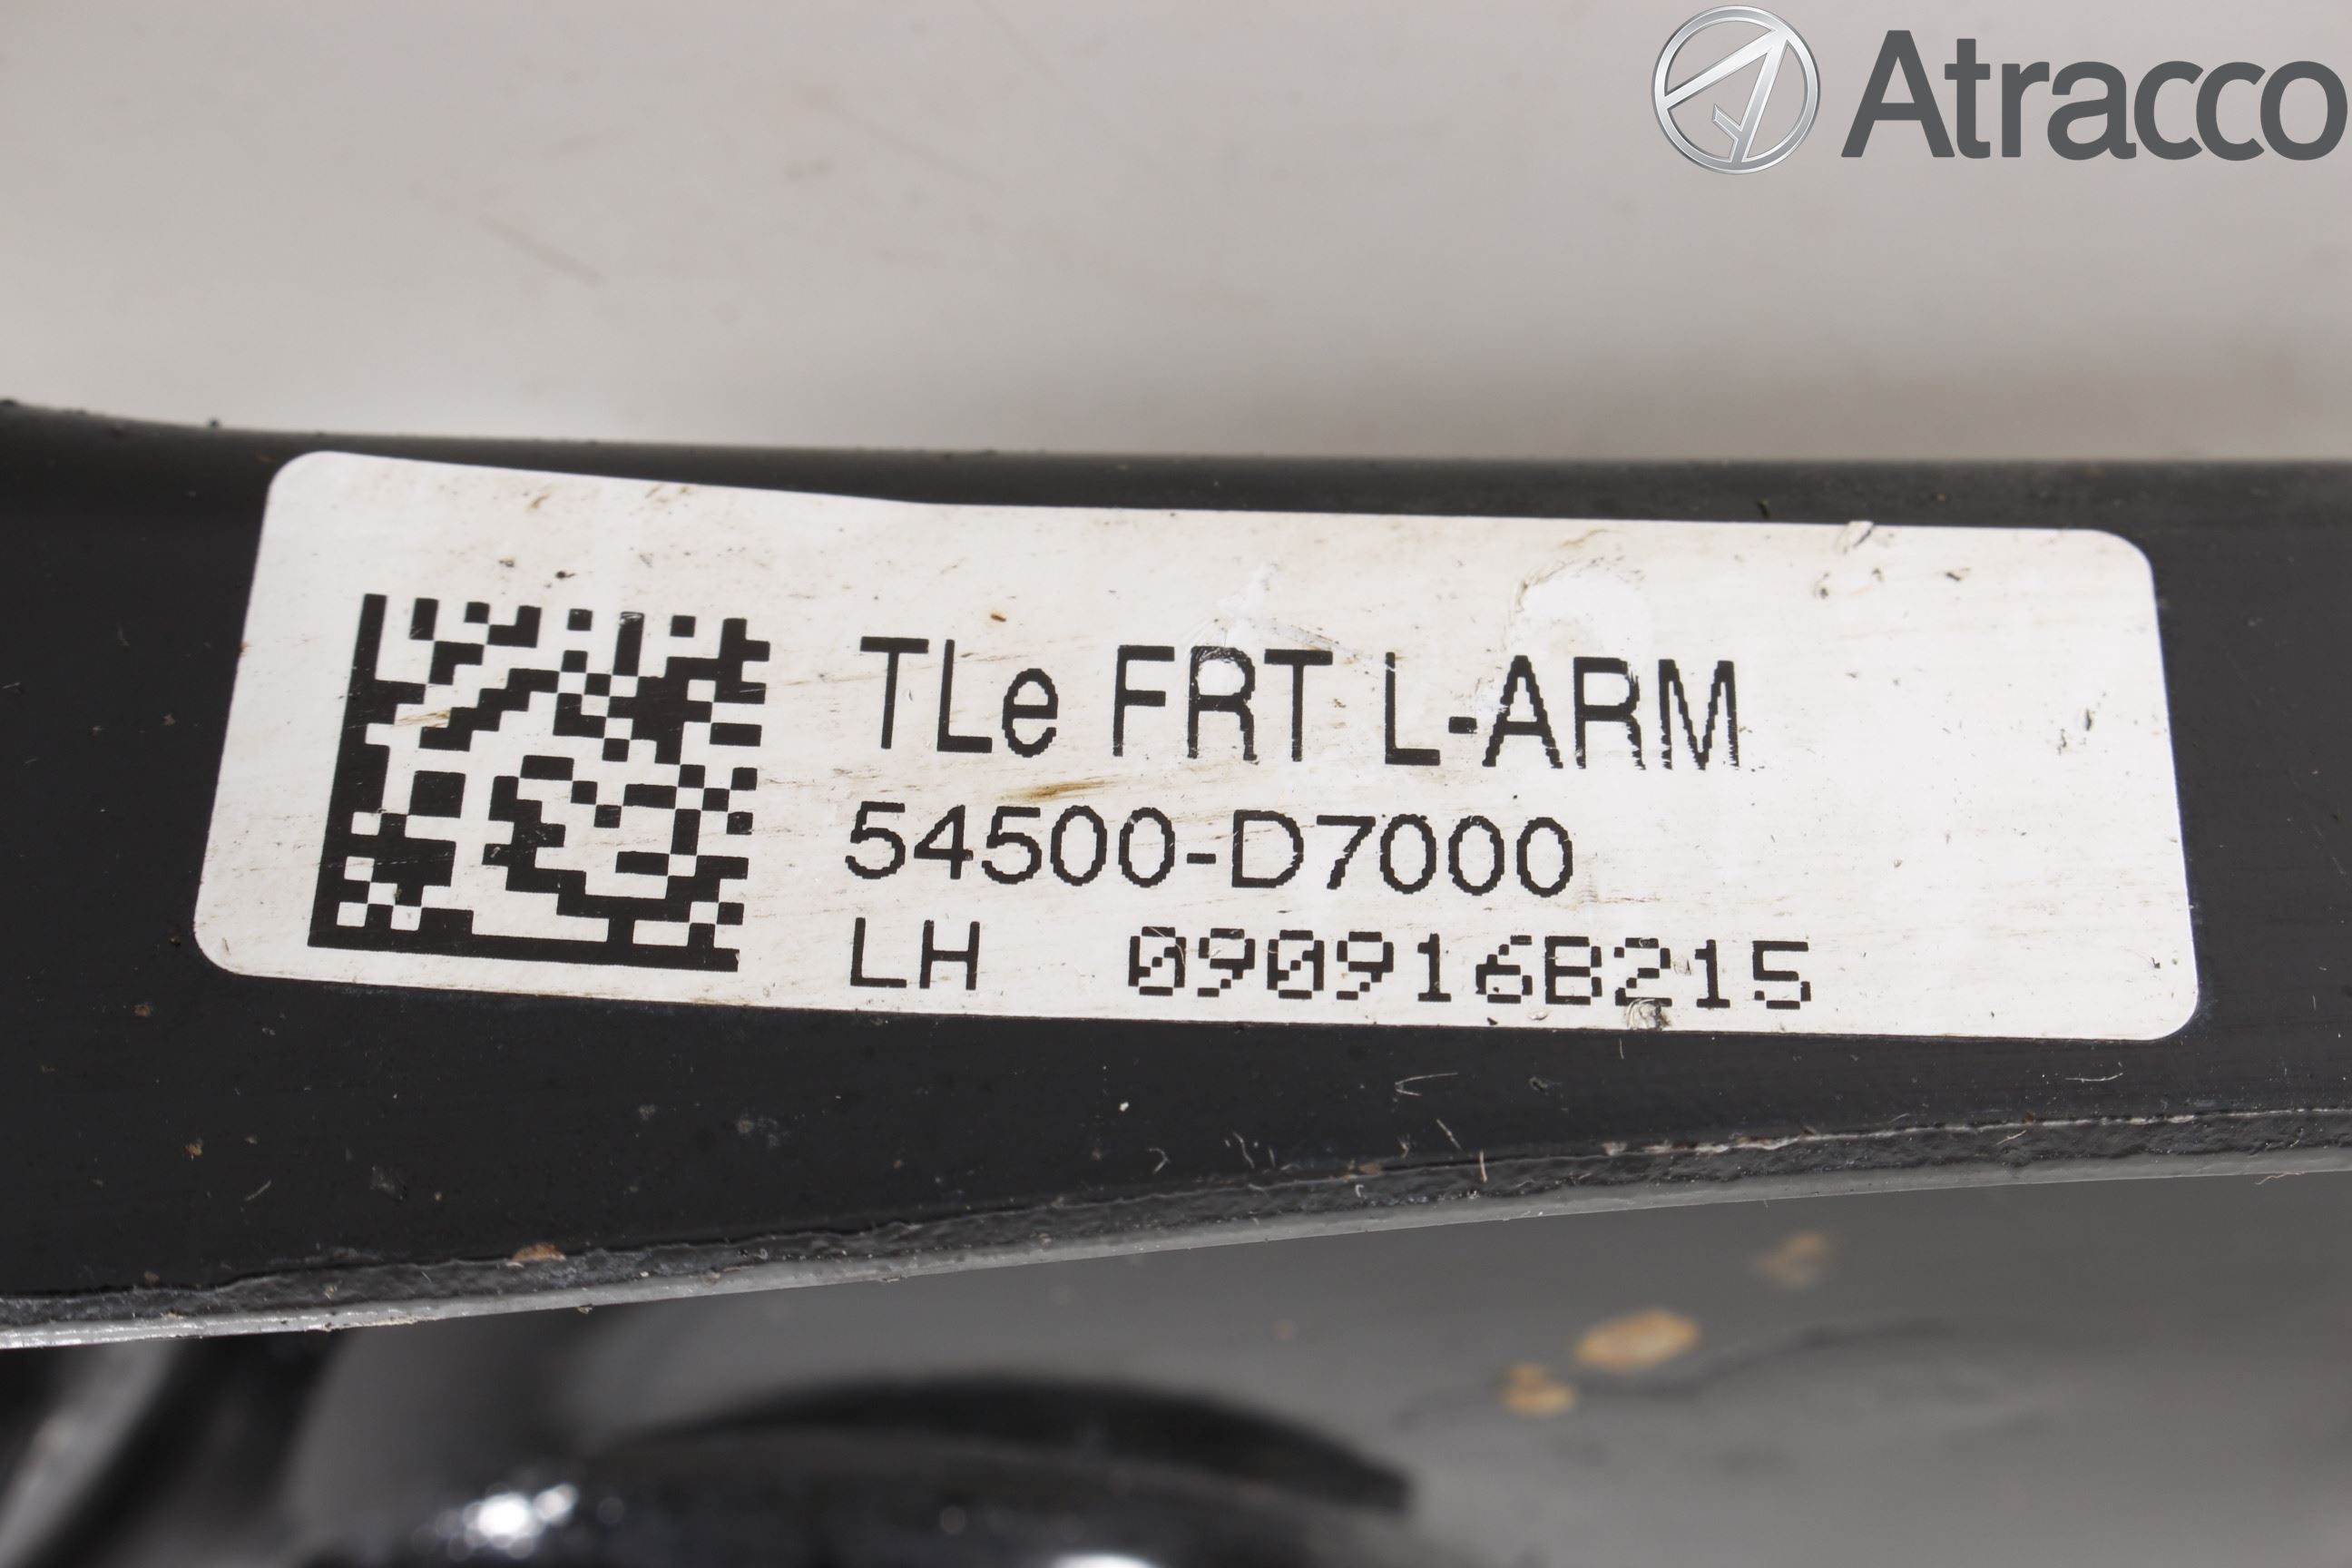 Atracco
TLe FRT L-ARM
54500-D7000
LH 090916B215